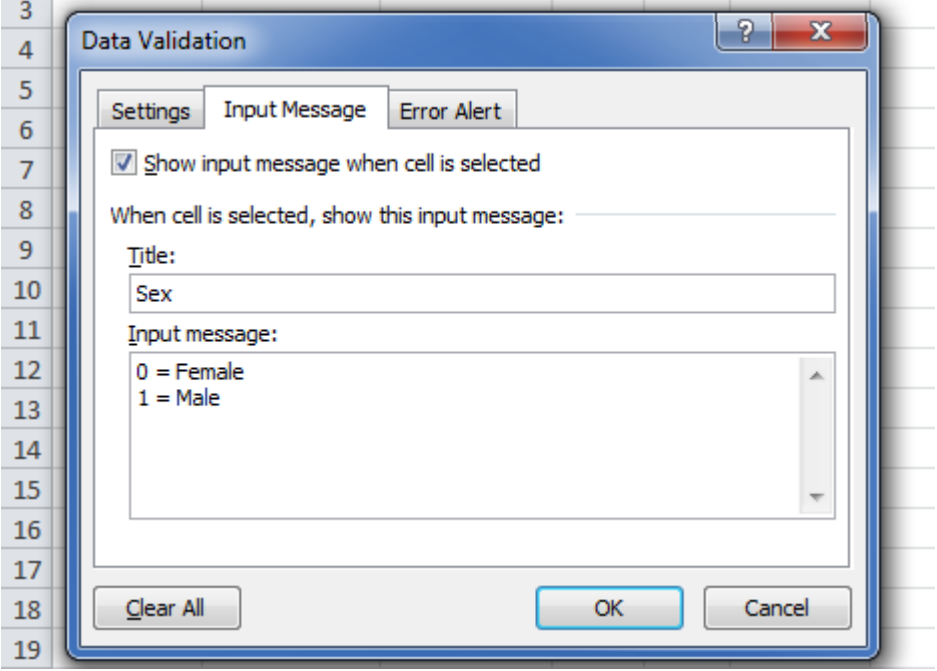 3
Data Validation
?
X
4
5
Settings
Input Message
Error Alert
6
7
Show input message when cell is selected
8
When cell is selected, show this input message:
9
Title:
10
Sex
11
Input message:
12
0 = Female
1 = Male
13
14
15
16
17
18
Clear All
OK
Cancel
19